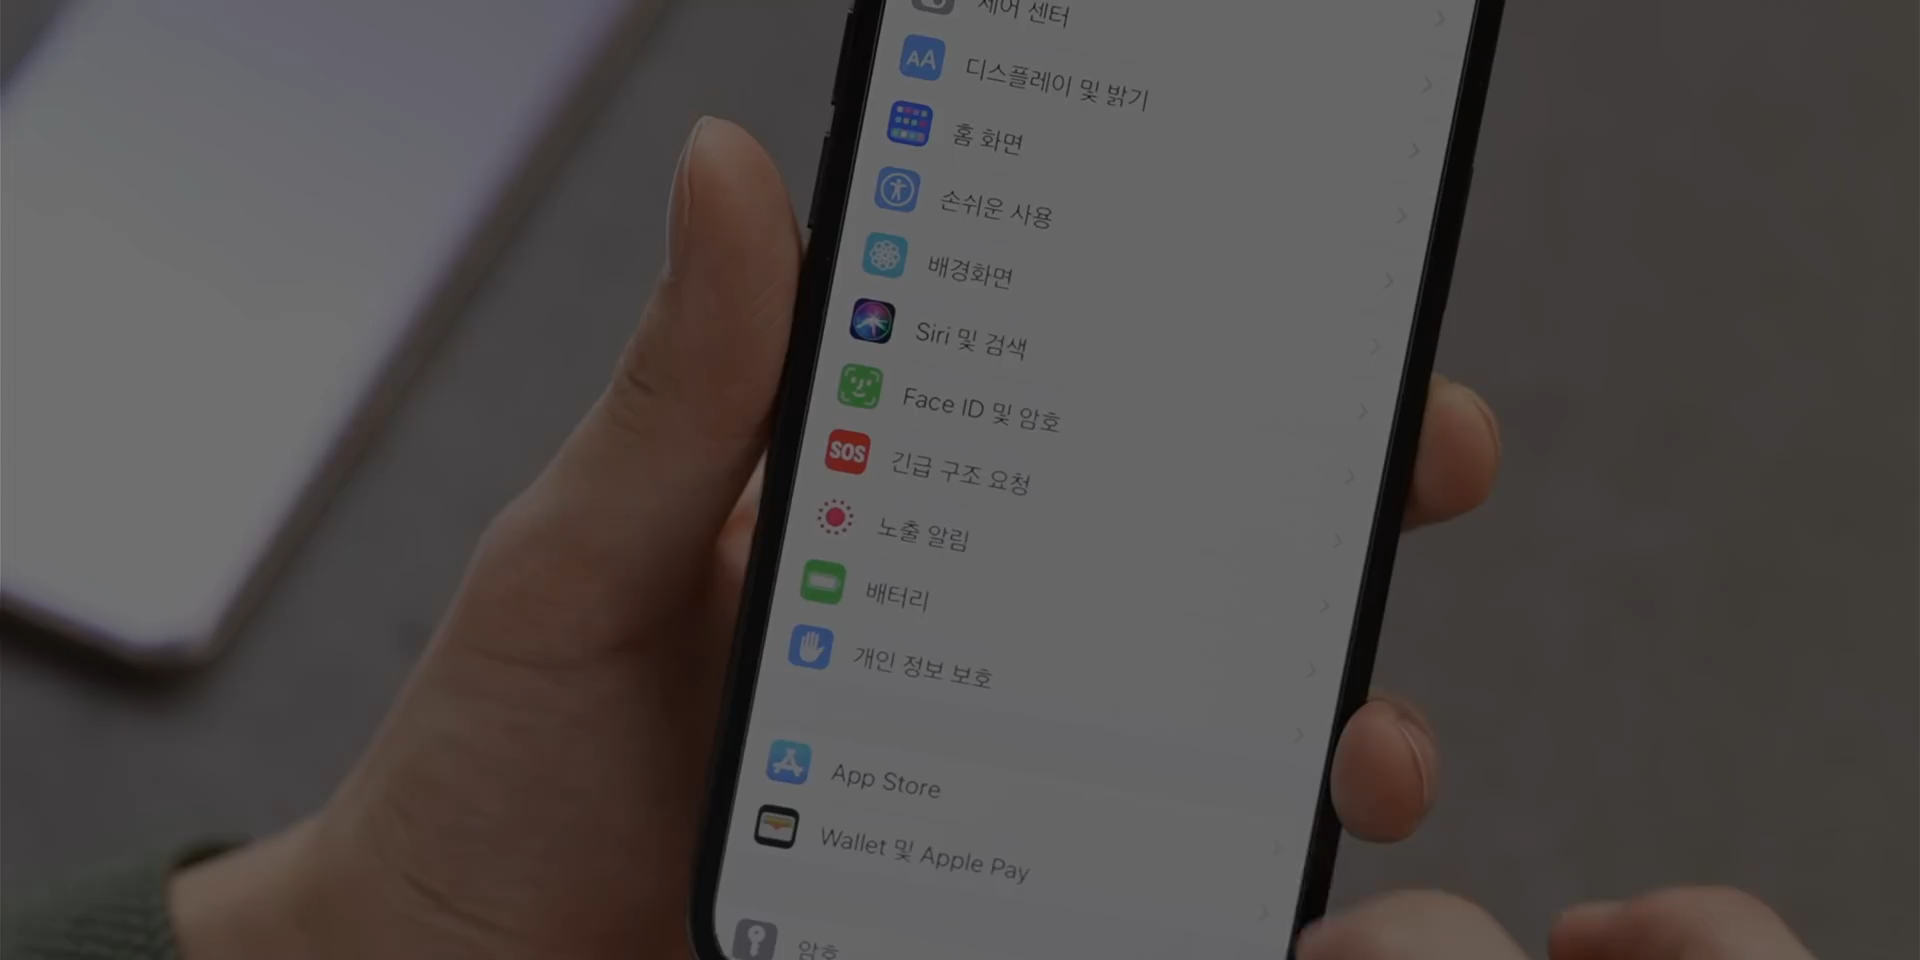 제어 센터
AA
디스플레이 및 밝기
홈 화면
손쉬운 사용
배경화면
Siri 및 검색
Face ID 및 암호
SOS
긴급 구조 요청
노출 알림
배터리
개인 정보 보호
App Store
Wallet 및 Apple Pay
암호